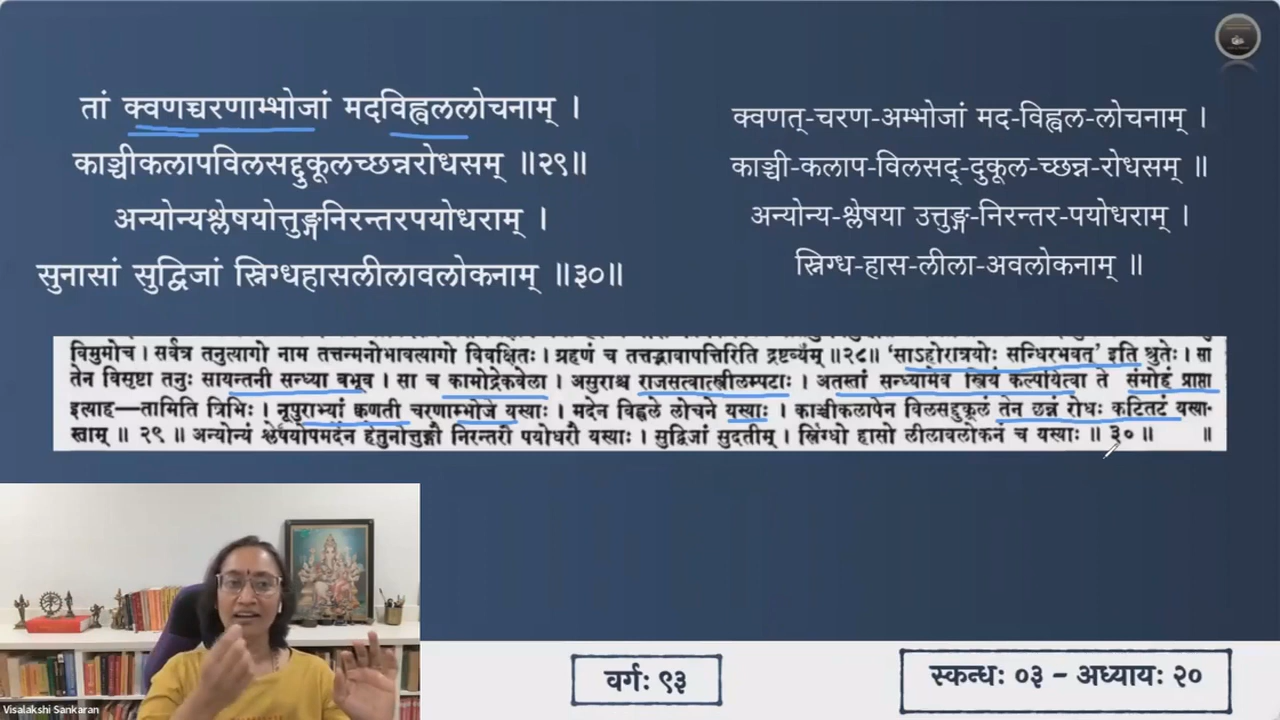 तां क्वणच्चरणाम्भोजां मदविह्वललोचनाम् ।
काञ्चीकलापविलसद्दुकूलच्छन्नरोधसम् ॥२९॥
अन्योन्यश्लेषयोत्तुङ्गनिरन्तरपयोधराम् ।
सुनासां सुद्विजां स्निग्धहासलीलावलोकनाम् ॥३०॥
क्वणत्-चरण-अम्भोजां मद-विह्वल-लोचनाम् ।
काञ्ची-कलाप-विलसद्-दुकूल-च्छन्न-रोधसम् ॥
अन्योन्य-श्लेषया उत्तुङ्ग-निरन्तर-पयोधराम् ।
स्निग्ध-हास-लीला-अवलोकनाम् ॥
विमुमोच । सर्वत्र तनुत्यागो नाम तत्तन्मनोभावत्यागो विवक्षितः । ग्रहणं च तत्तद्भावापत्तिरिति द्रष्टव्यम् ॥२८॥ ‘साऽहोरात्रयोः सन्धिरभवत्’ इति श्रुतेः । सा
तेन विसृष्टा तनुः सायन्तनी सन्ध्या बभूव । सा च कामोद्रेकवेला । असुराश्च राजसत्वात्स्त्रीलम्पटाः । अतस्तां सन्ध्यामेव स्त्रियं कल्पयित्वा ते संमोहं प्राप्ता
इत्याह—तामिति त्रिभिः । नूपुराभ्यां क्वणती चरणाम्भोजे यस्याः । मदेन विह्वले लोचने यस्याः । काञ्चीकलापेन विलसद्दुकूलं तेन छन्नं रोधः कटितटं यस्या-
स्ताम् ॥ २९ ॥ अन्योन्यं श्लेषयोपमर्देन हेतुनोत्तुङ्गौ निरन्तरौ पयोधरौ यस्याः । सुद्विजां सुदतीम् । स्निग्धो हासो लीलावलोकनं च यस्याः ॥ ३० ॥ ॥
Visalakshi Sankaran
वर्गः ९३
स्कन्धः ०३ – अध्यायः २०